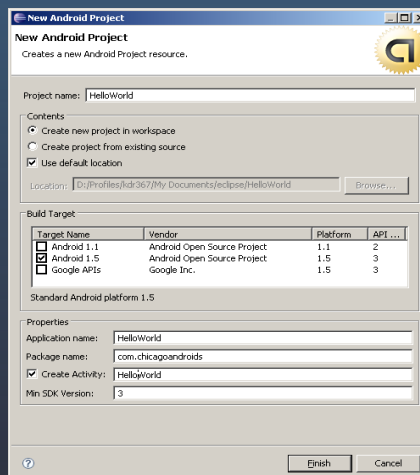 New Android Project
New Android Project
Creates a new Android Project resource.
Project name: HelloWorld
Contents
Create new project in workspace
Create project from existing source
Use default location
Location: D:/Profiles/kdr367/My Documents/eclipse/HelloWorld Browse...
Build Target
Target Name Vendor Platform API ...
Android 1.1 Android Open Source Project 1.1 2
Android 1.5 Android Open Source Project 1.5 3
Google APIs Google Inc. 1.5 3
Standard Android platform 1.5
Properties
Application name: HelloWorld
Package name: com.chicagoandroids
Create Activity: HelloWorld
Min SDK Version: 3
Finish Cancel